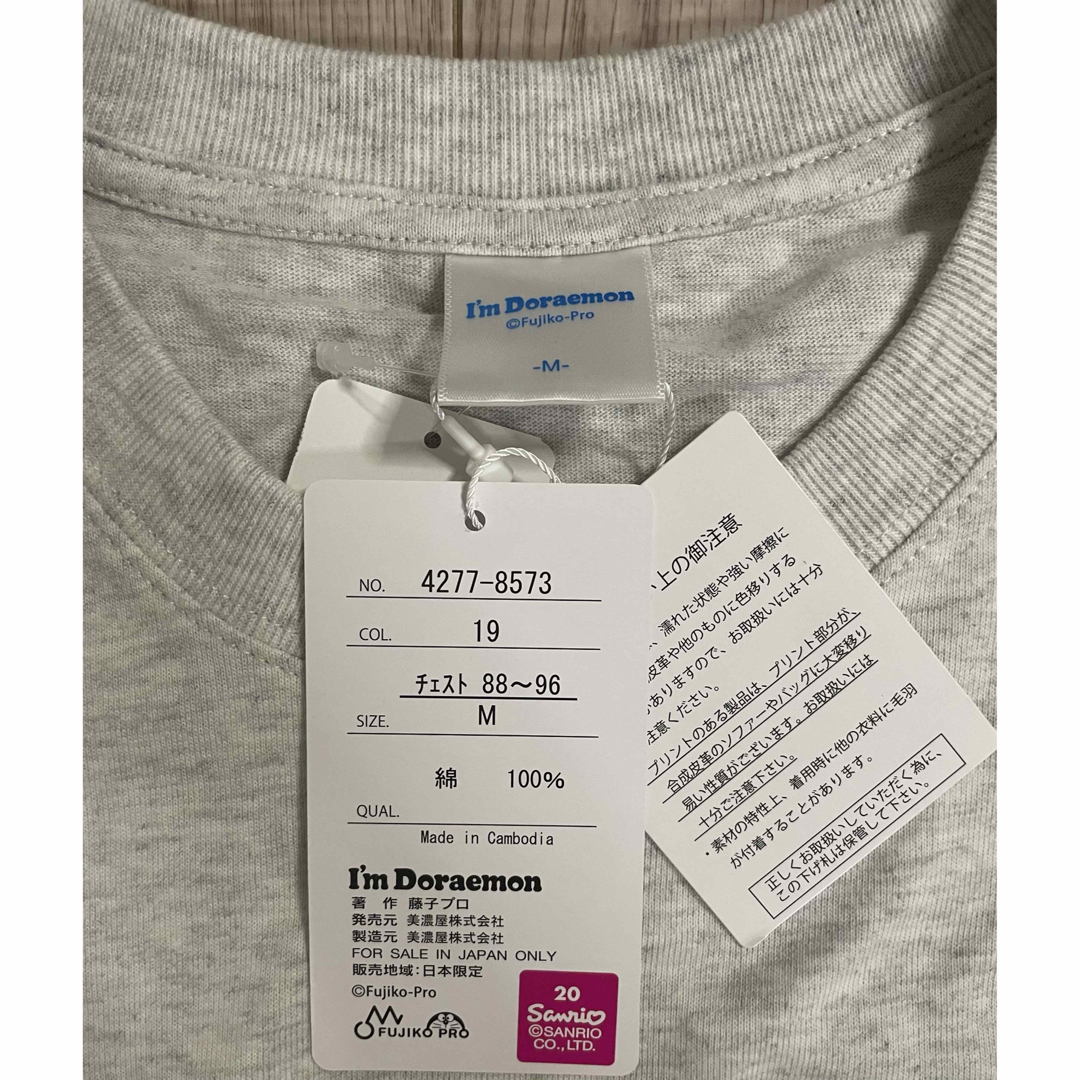 I'm Doraemon
©Fujiko-Pro
-M-
NO. 4277-8573
COL. 19
チェスト 88～96
SIZE. M
綿 100%
QUAL.
Made in Cambodia
I'm Doraemon
著 作 藤子プロ
発売元 美濃屋株式会社
製造元 美濃屋株式会社
FOR SALE IN JAPAN ONLY
販売地域:日本限定
©Fujiko-Pro
FUJIKO PRO
20
Sanrio
©SANRIO
CO.,LTD.
上の御注意
濡れた状態や強い摩擦に
皮革や他のものに色移りする
ありますので、お取扱いには十分
注意ください。
プリントのある製品は、プリント部分が、
合成皮革のソファーやバッグに大変移り
易い性質がございます。お取扱いには
十分ご注意下さい。
・素材の特性上、着用時に他の衣料に毛羽
が付着することがあります。
正しくお取扱いしていただく為に、
この下げ札は保管して下さい。